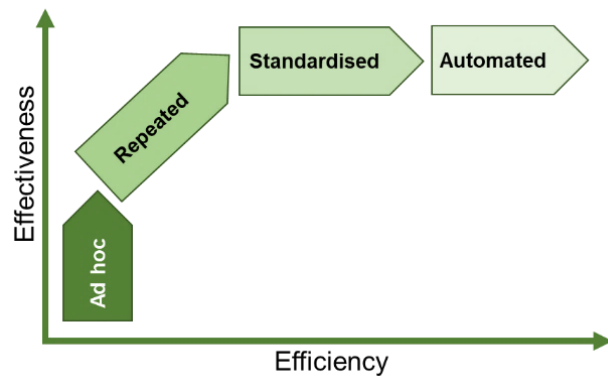 Effectiveness
Ad hoc
Repeated
Standardised
Automated
Efficiency